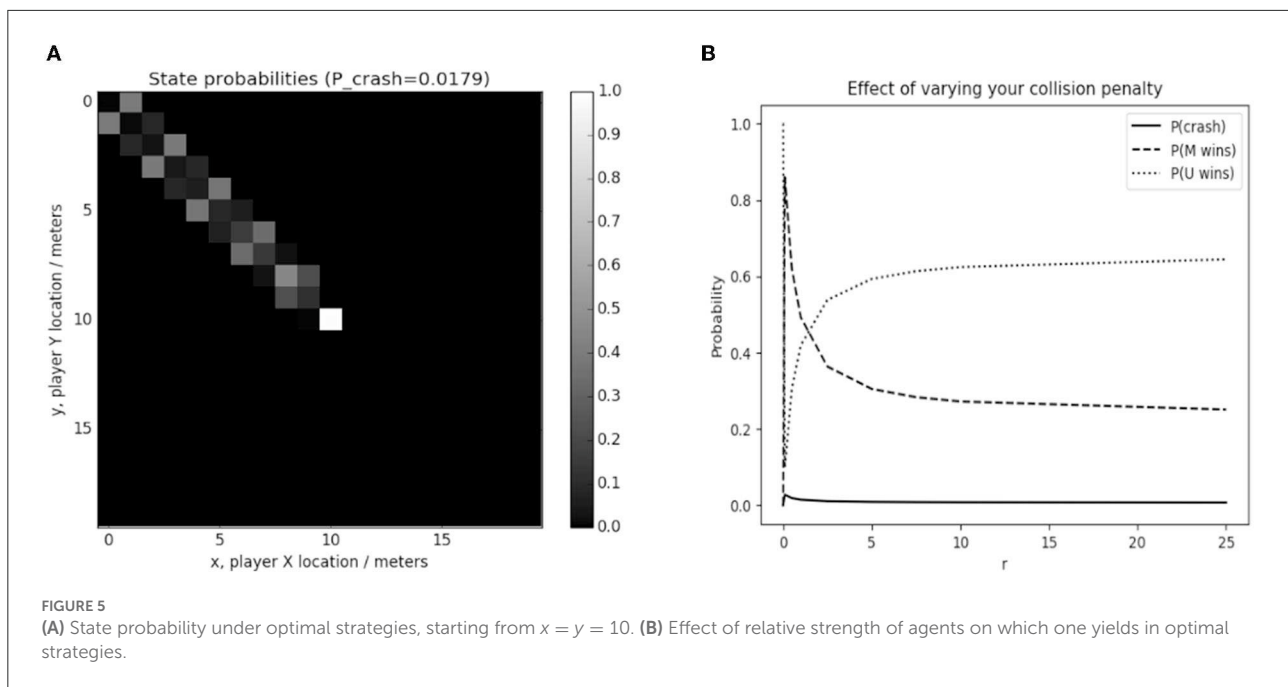 A
State probabilities (P_crash=0.0179)
0
5
10
15
y, player Y location / meters
0
5
10
15
x, player X location / meters
1.0
0.9
0.8
0.7
0.6
0.5
0.4
0.3
0.2
0.1
0.0
B
Effect of varying your collision penalty
1.0
0.8
0.6
0.4
0.2
0.0
Probability
P(crash)
P(M wins)
P(U wins)
0
5
10
15
20
25
r
FIGURE 5
(A) State probability under optimal strategies, starting from x = y = 10. (B) Effect of relative strength of agents on which one yields in optimal
strategies.